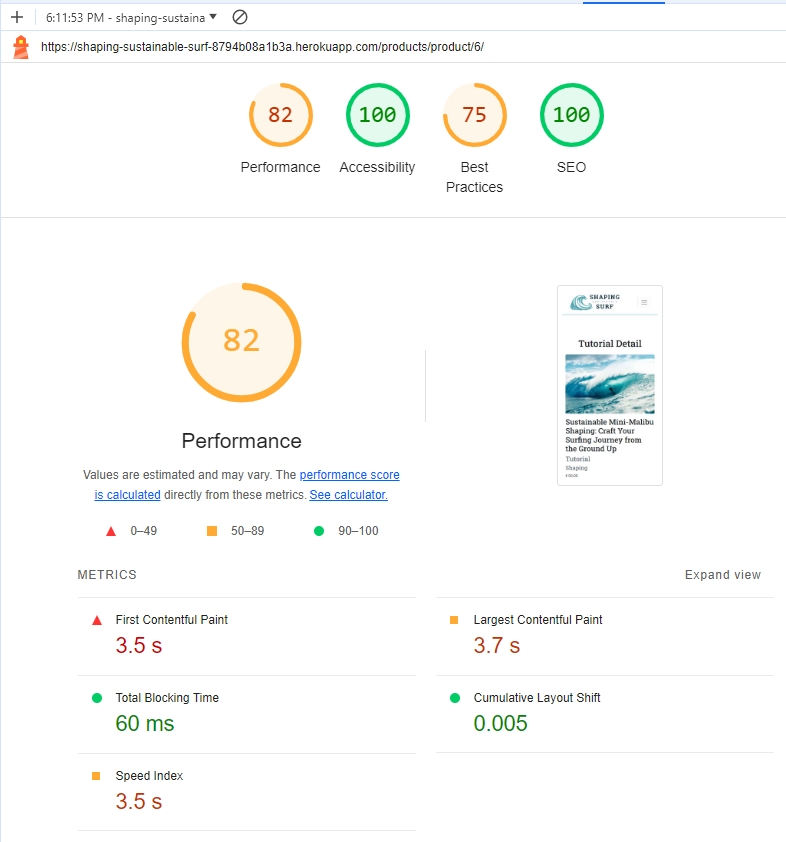 6:11:53 PM - shaping-sustaina
https://shaping-sustainable-surf-8794b08a1b3a.herokuapp.com/products/product/6/
82
100
75
100
Performance
Accessibility
Best
Practices
SEO
82
Performance
Values are estimated and may vary. The performance score
is calculated directly from these metrics. See calculator.
0–49
50–89
90–100
SHAPING
SURF
Tutorial Detail
Sustainable Mini-Malibu
Shaping: Craft Your
Surfing Journey from
the Ground Up
Tutorial
Shaping
METRICS
Expand view
First Contentful Paint
3.5 s
Largest Contentful Paint
3.7 s
Total Blocking Time
60 ms
Cumulative Layout Shift
0.005
Speed Index
3.5 s